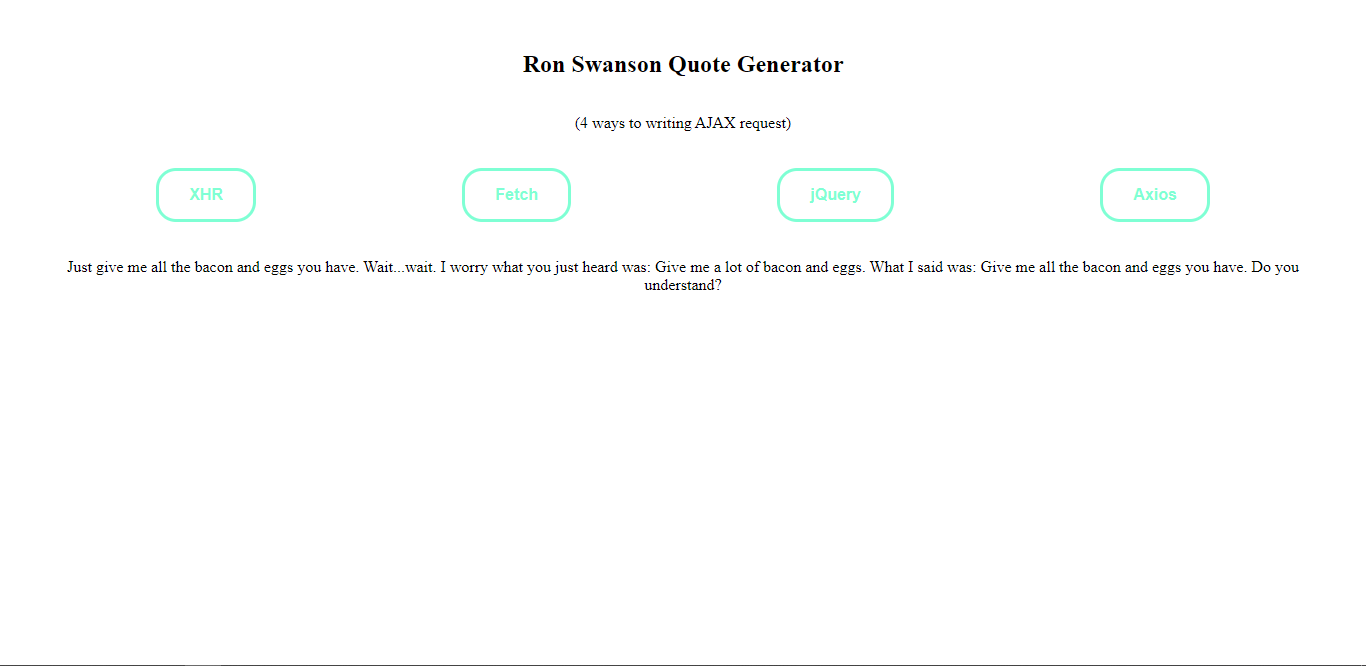 Ron Swanson Quote Generator
(4 ways to writing AJAX request)
XHR
Fetch
jQuery
Axios
Just give me all the bacon and eggs you have. Wait...wait. I worry what you just heard was: Give me a lot of bacon and eggs. What I said was: Give me all the bacon and eggs you have. Do you
understand?